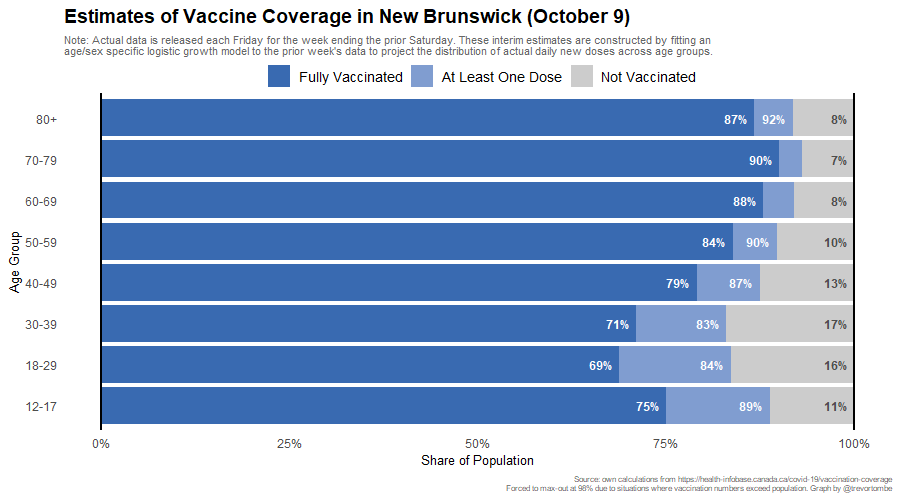 Estimates of Vaccine Coverage in New Brunswick (October 9)
Note: Actual data is released each Friday for the week ending the prior Saturday. These interim estimates are constructed by fitting an
age/sex specific logistic growth model to the prior week's data to project the distribution of actual daily new doses across age groups.
Fully Vaccinated At Least One Dose Not Vaccinated
Age Group
80+ 87% 92% 8%
70-79 90% 7%
60-69 88% 8%
50-59 84% 90% 10%
40-49 79% 87% 13%
30-39 71% 83% 17%
18-29 69% 84% 16%
12-17 75% 89% 11%
0% 25% 50% 75% 100%
Share of Population
Source: own calculations from https://health-infobase.canada.ca/covid-19/vaccination-coverage
Forced to max-out at 98% due to situations where vaccination numbers exceed population. Graph by @trevortombe